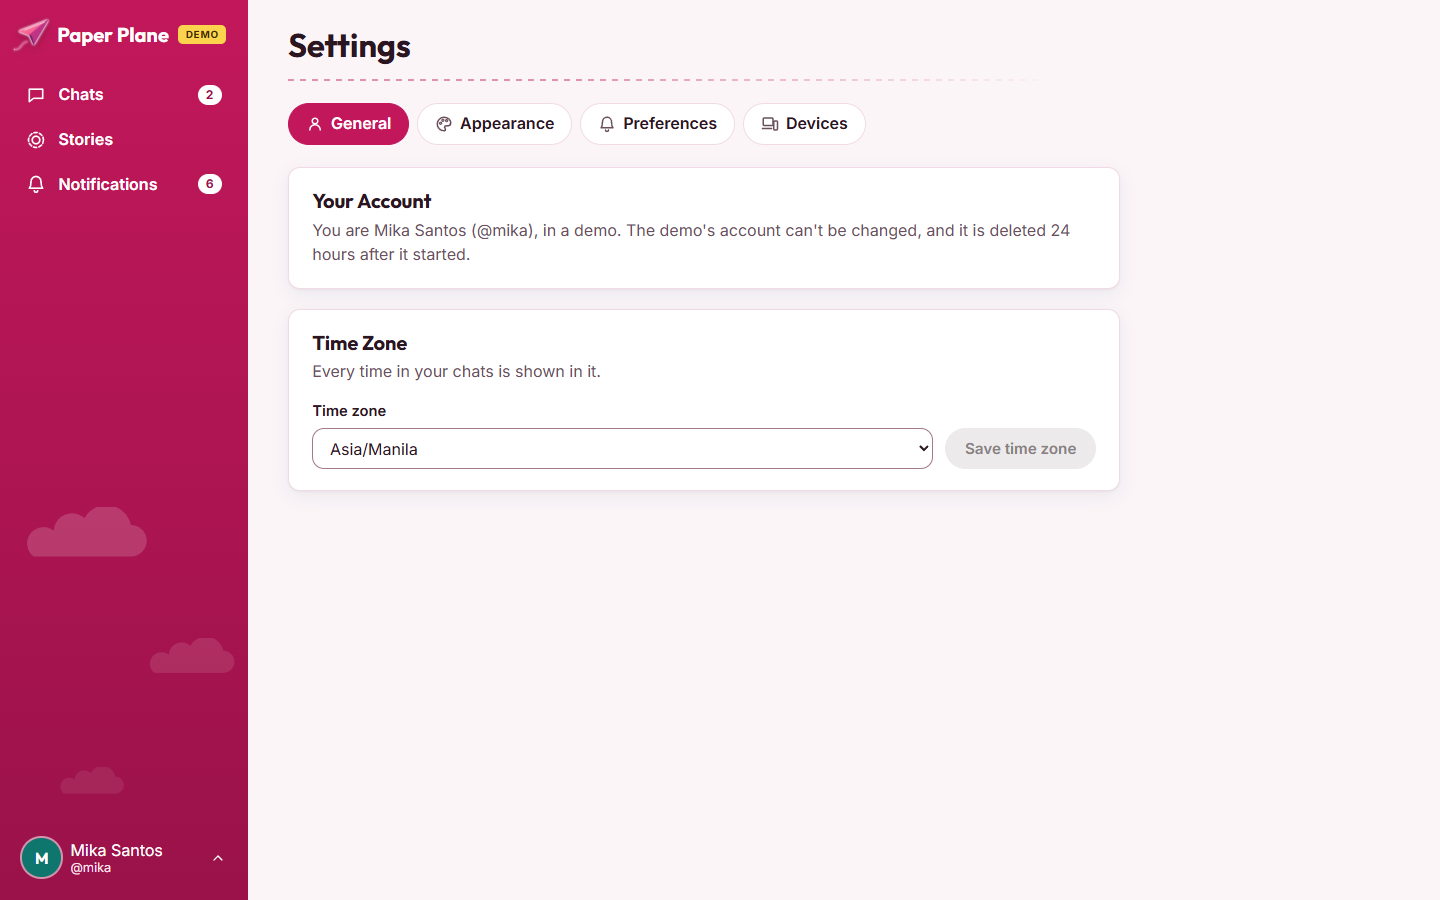 Paper Plane DEMO
Chats 2
Stories
Notifications 6
Mika Santos
@mika
M
Settings
General Appearance Preferences Devices
Your Account
You are Mika Santos (@mika), in a demo. The demo's account can't be changed, and it is deleted 24
hours after it started.
Time Zone
Every time in your chats is shown in it.
Time zone
Asia/Manila Save time zone